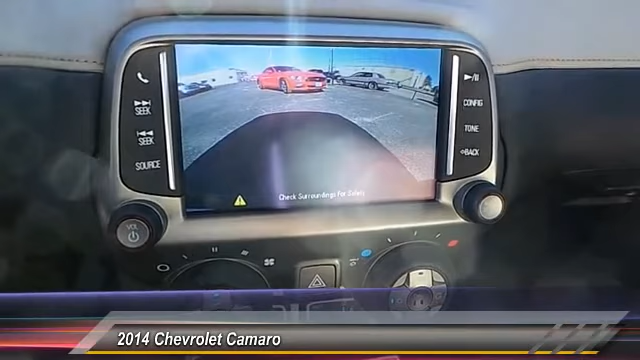 SEEK
SEEK
SOURCE
VOL
CONFIG
TONE
BACK
Check Surroundings For Safety
2014 Chevrolet Camaro